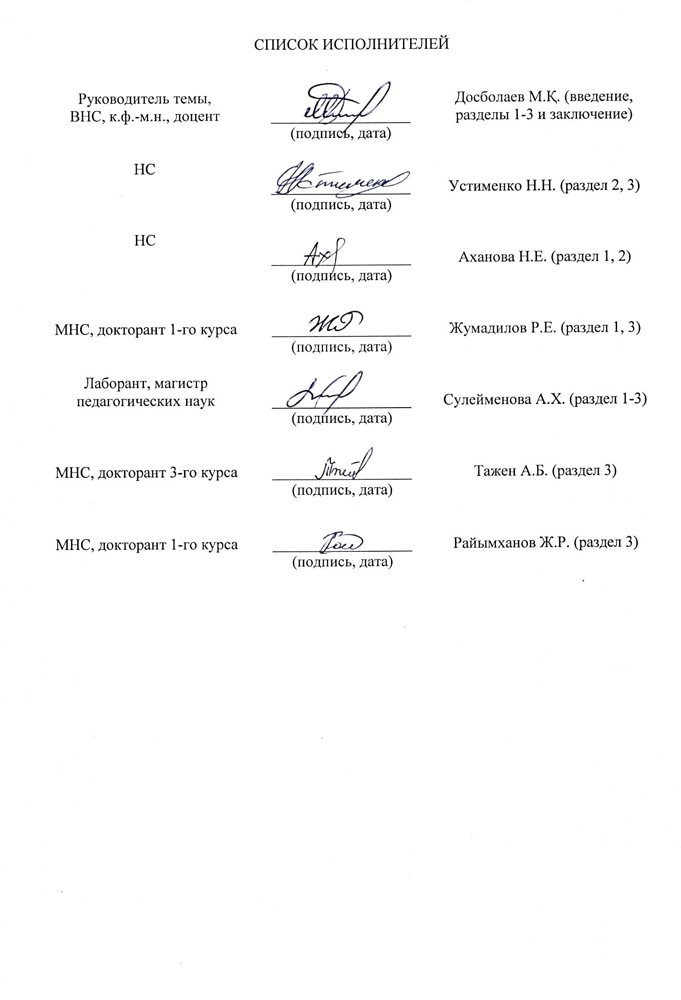 СПИСОК ИСПОЛНИТЕЛЕЙ
Руководитель темы,
ВНС, к.ф.-м.н., доцент
(подпись, дата)
Досболаев М.Қ. (введение,
разделы 1-3 и заключение)
НС
(подпись, дата)
Устименко Н.Н. (раздел 2, 3)
НС
(подпись, дата)
Аханова Н.Е. (раздел 1, 2)
МНС, докторант 1-го курса
(подпись, дата)
Жумадилов Р.Е. (раздел 1, 3)
Лаборант, магистр
педагогических наук
(подпись, дата)
Сулейменова А.Х. (раздел 1-3)
МНС, докторант 3-го курса
(подпись, дата)
Тажен А.Б. (раздел 3)
МНС, докторант 1-го курса
(подпись, дата)
Райымханов Ж.Р. (раздел 3)